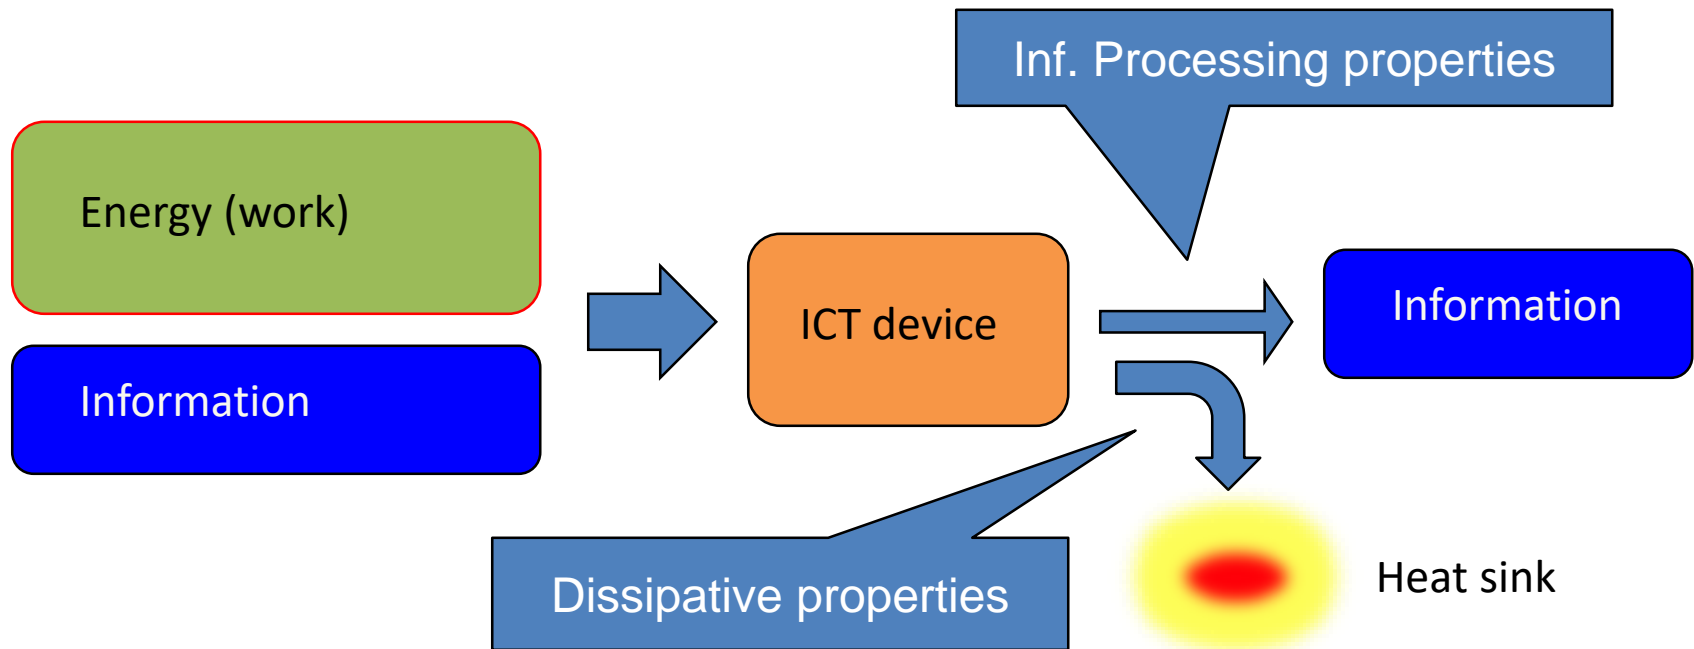 Inf. Processing properties
Energy (work)
Information
ICT device
Information
Dissipative properties
Heat sink